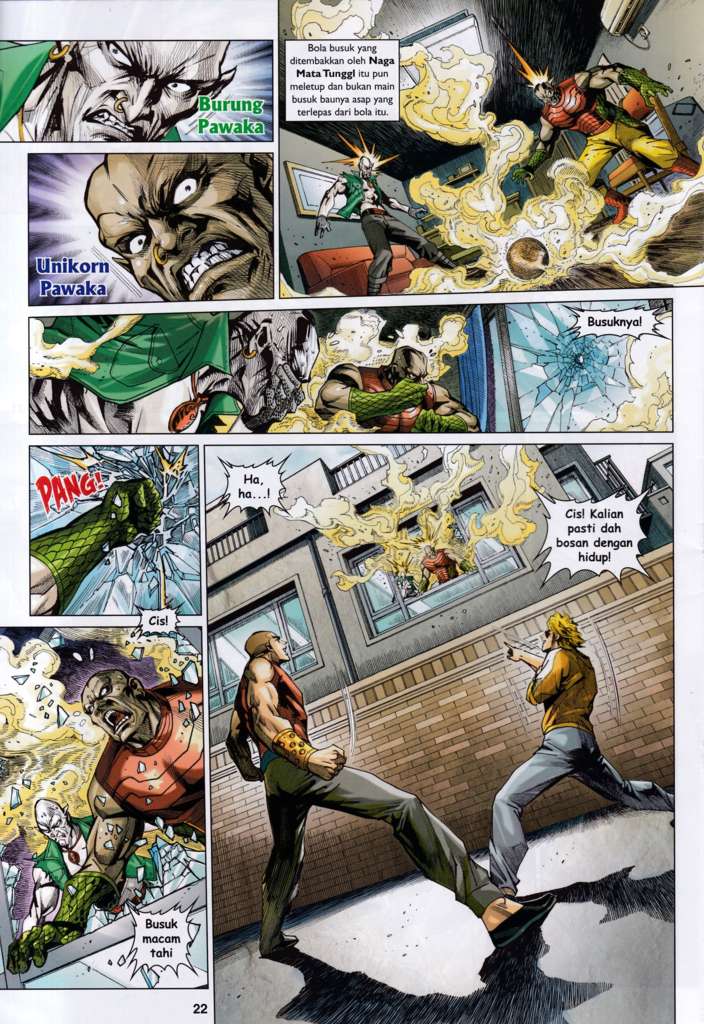 Burung
Pawaka
Bola busuk yang
ditembakkan oleh Naga
Mata Tunggl itu pun
meletup dan bukan main
busuk baunya asap yang
terlepas dari bola itu.
Unikorn
Pawaka
Busuknya!
PANG!
Ha,
ha...!
Cis! Kalian
pasti dah
bosan dengan
hidup!
Cis!
Busuk
macam
tahi
22